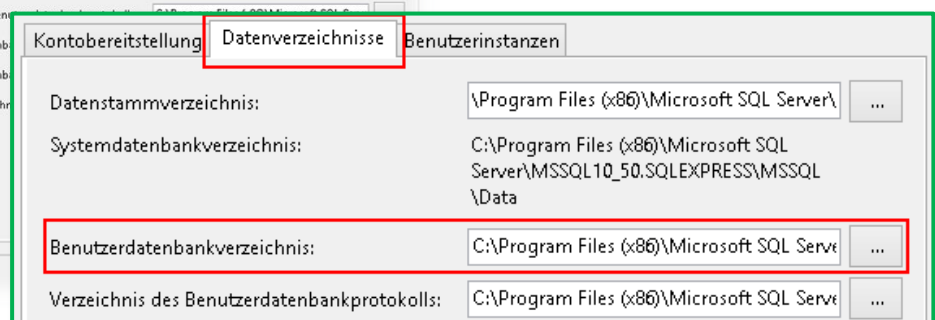 Kontobereitstellung Datenverzeichnisse Benutzerinstanzen
Datenstammverzeichnis: \Program Files (x86)\Microsoft SQL Server\ ...
Systemdatenbankverzeichnis: C:\Program Files (x86)\Microsoft SQL
Server\MSSQL10_50.SQLEXPRESS\MSSQL
\Data
Benutzerdatenbankverzeichnis: C:\Program Files (x86)\Microsoft SQL Serve ...
Verzeichnis des Benutzerdatenbankprotokolls: C:\Program Files (x86)\Microsoft SQL Serve ...